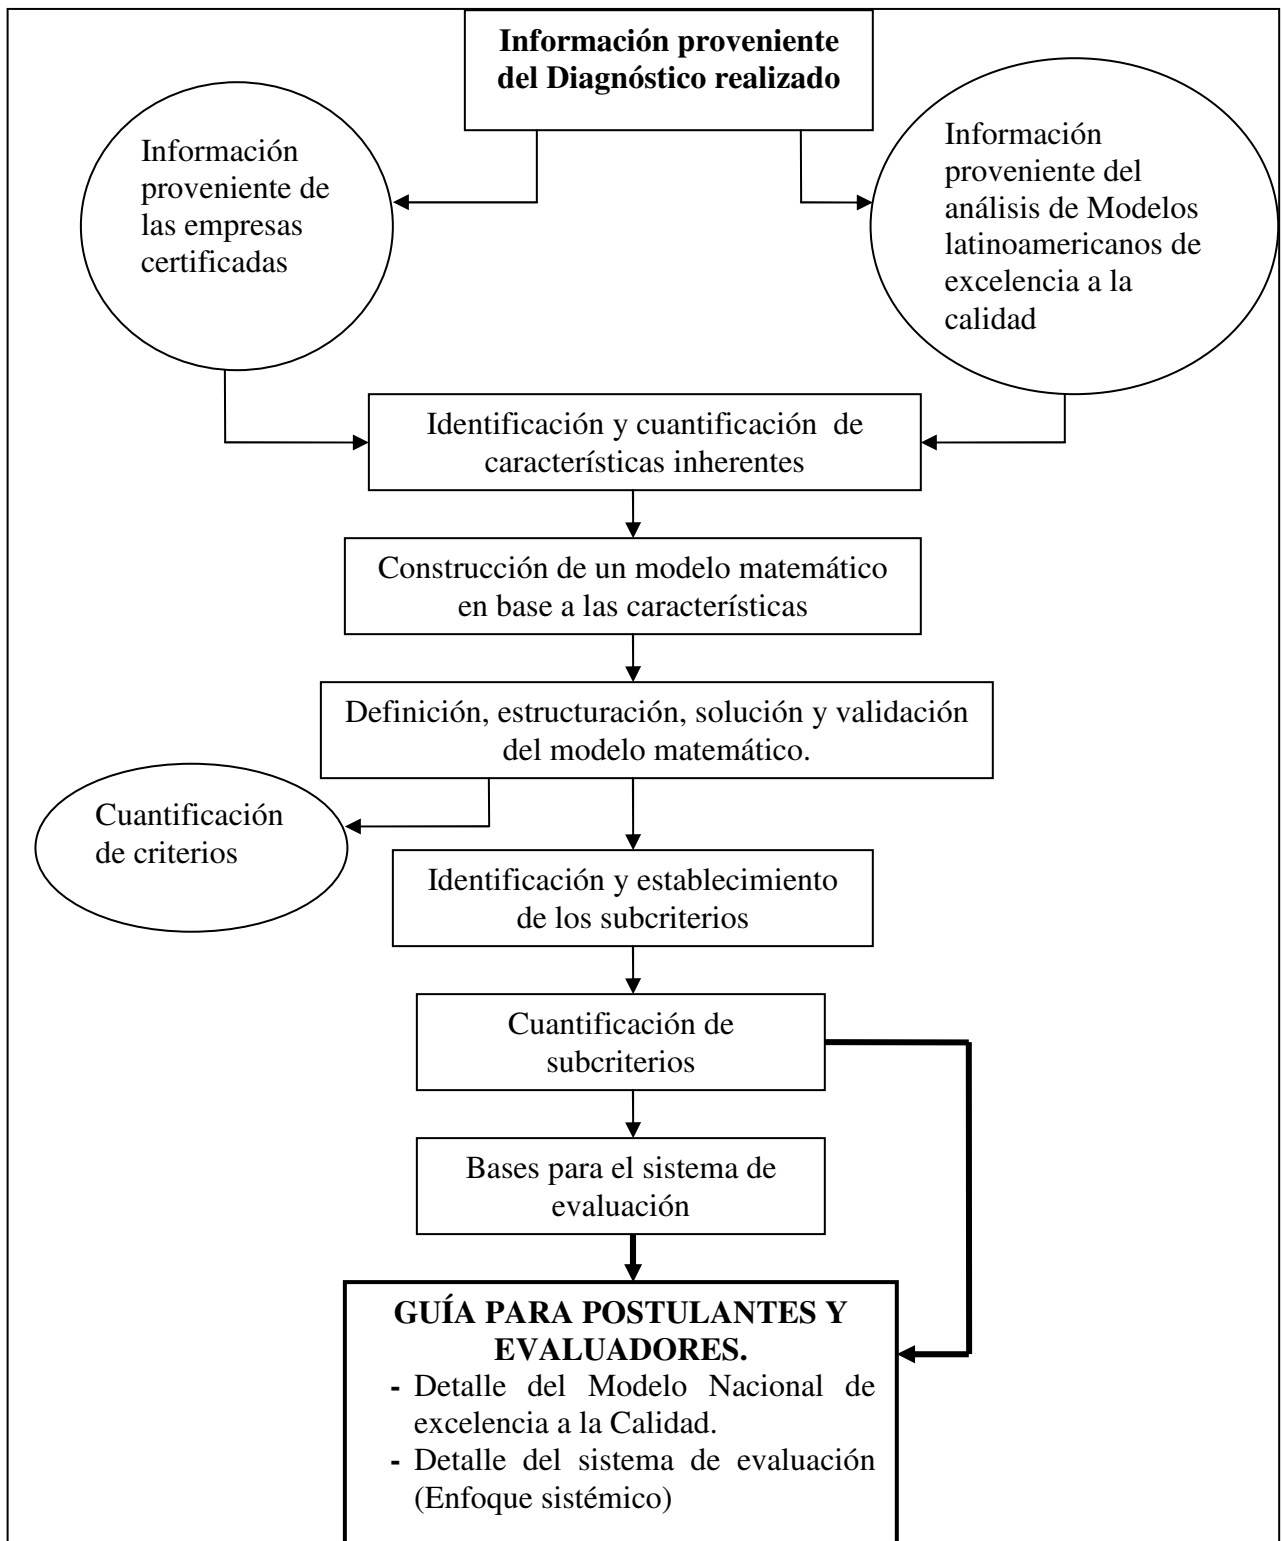 Información proveniente
del Diagnóstico realizado
Información
proveniente de
las empresas
certificadas
Información
proveniente del
análisis de Modelos
latinoamericanos de
excelencia a la
calidad
Identificación y cuantificación de
características inherentes
Construcción de un modelo matemático
en base a las características
Definición, estructuración, solución y validación
del modelo matemático.
Cuantificación
de criterios
Identificación y establecimiento
de los subcriterios
Cuantificación de
subcriterios
Bases para el sistema de
evaluación
GUÍA PARA POSTULANTES Y
EVALUADORES.
- Detalle del Modelo Nacional de
excelencia a la Calidad.
- Detalle del sistema de evaluación
(Enfoque sistémico)